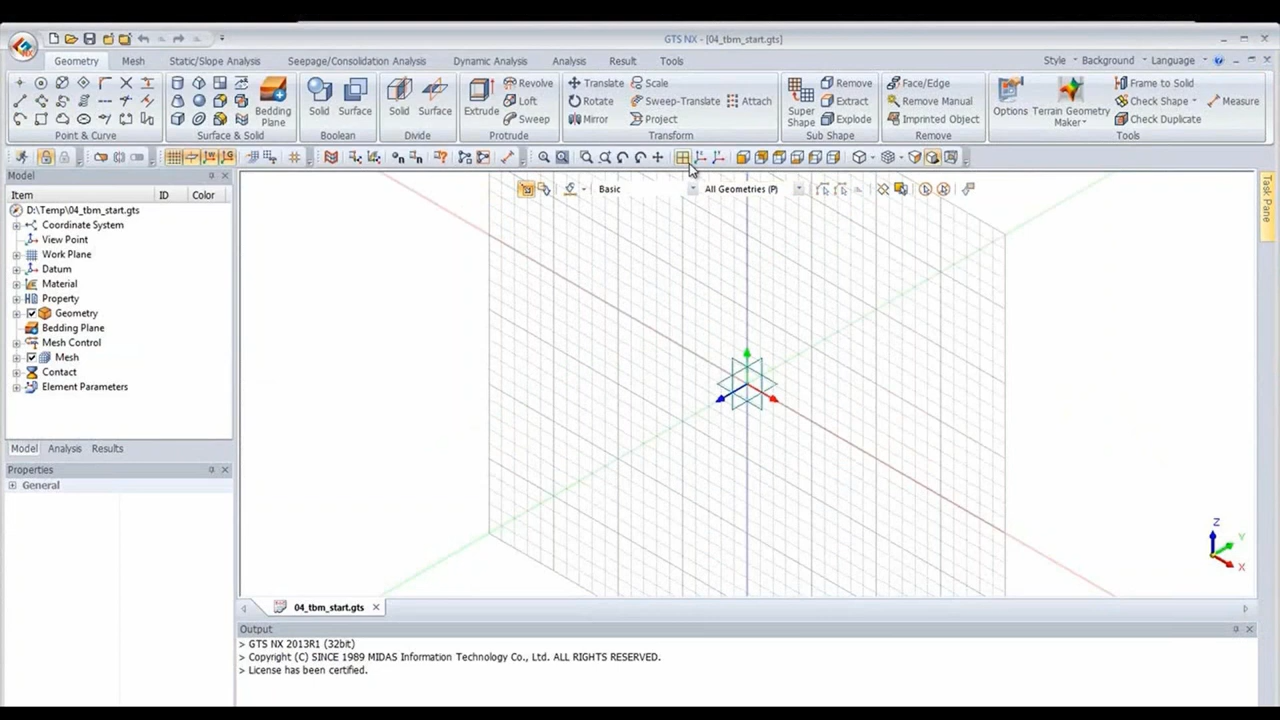 GTS NX - [04_tbm_start.gts]
Geometry Mesh Static/Slope Analysis Seepage/Consolidation Analysis Dynamic Analysis Analysis Result Tools Style Background Language
Revolve Translate Scale Remove Face/Edge Frame to Solid
Loft Rotate Sweep-Translate Attach Extract Remove Manual Check Shape Measure
Bedding Plane Solid Surface Solid Surface Extrude Sweep Mirror Project Super Shape Explode Imprinted Object Options Terrain Geometry Maker Check Duplicate
Point & Curve Surface & Solid Boolean Divide Protrude Transform Sub Shape Remove Tools
Model
Basic All Geometries (P)
Task Pane
Item ID Color
D:\Temp\04_tbm_start.gts
Coordinate System
View Point
Work Plane
Datum
Material
Property
Geometry
Bedding Plane
Mesh Control
Mesh
Contact
Element Parameters
Model Analysis Results
Properties
General
Z
Y
X
04_tbm_start.gts
Output
> GTS NX 2013R1 (32bit)
> Copyright (C) SINCE 1989 MIDAS Information Technology Co., Ltd. ALL RIGHTS RESERVED.
> License has been certified.